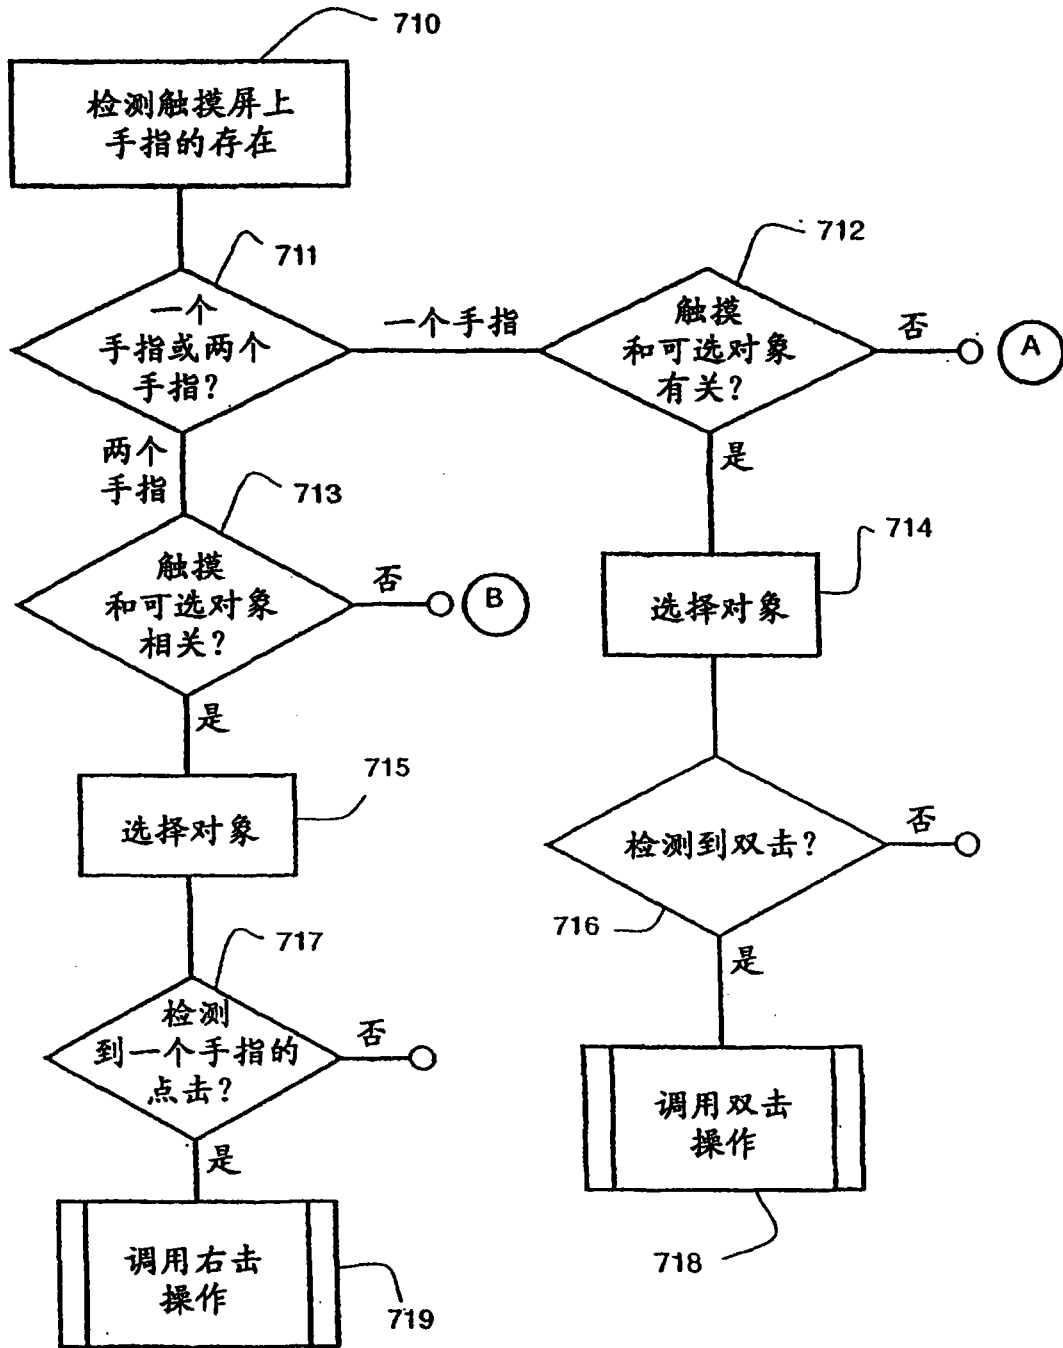 710
检测触摸屏上
手指的存在
711
一个
手指或两个
手指?
一个手指
712
触摸
和可选对象
有关?
否
A
是
两个
手指
713
触摸
和可选对象
相关?
否
B
是
714
选择对象
715
选择对象
检测到双击?
否
716
是
717
检测
到一个手指的
点击?
否
是
调用双击
操作
718
调用右击
操作
719